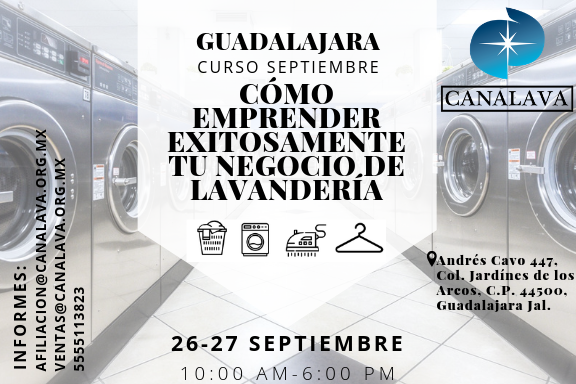 GUADALAJARA
CURSO SEPTIEMBRE
CÓMO
EMPRENDER
EXITOSAMENTE
TU NEGOCIO DE
LAVANDERÍA
CANALAVA
INFORMES:
AFILIACION@CANALAVA.ORG.MX
VENTAS@CANALAVA.ORG.MX
5555113823
Andrés Cavo 447,
Col. Jardines de los
Arcos, C.P. 44500,
Guadalajara Jal.
26-27 SEPTIEMBRE
10:00 AM-6:00 PM